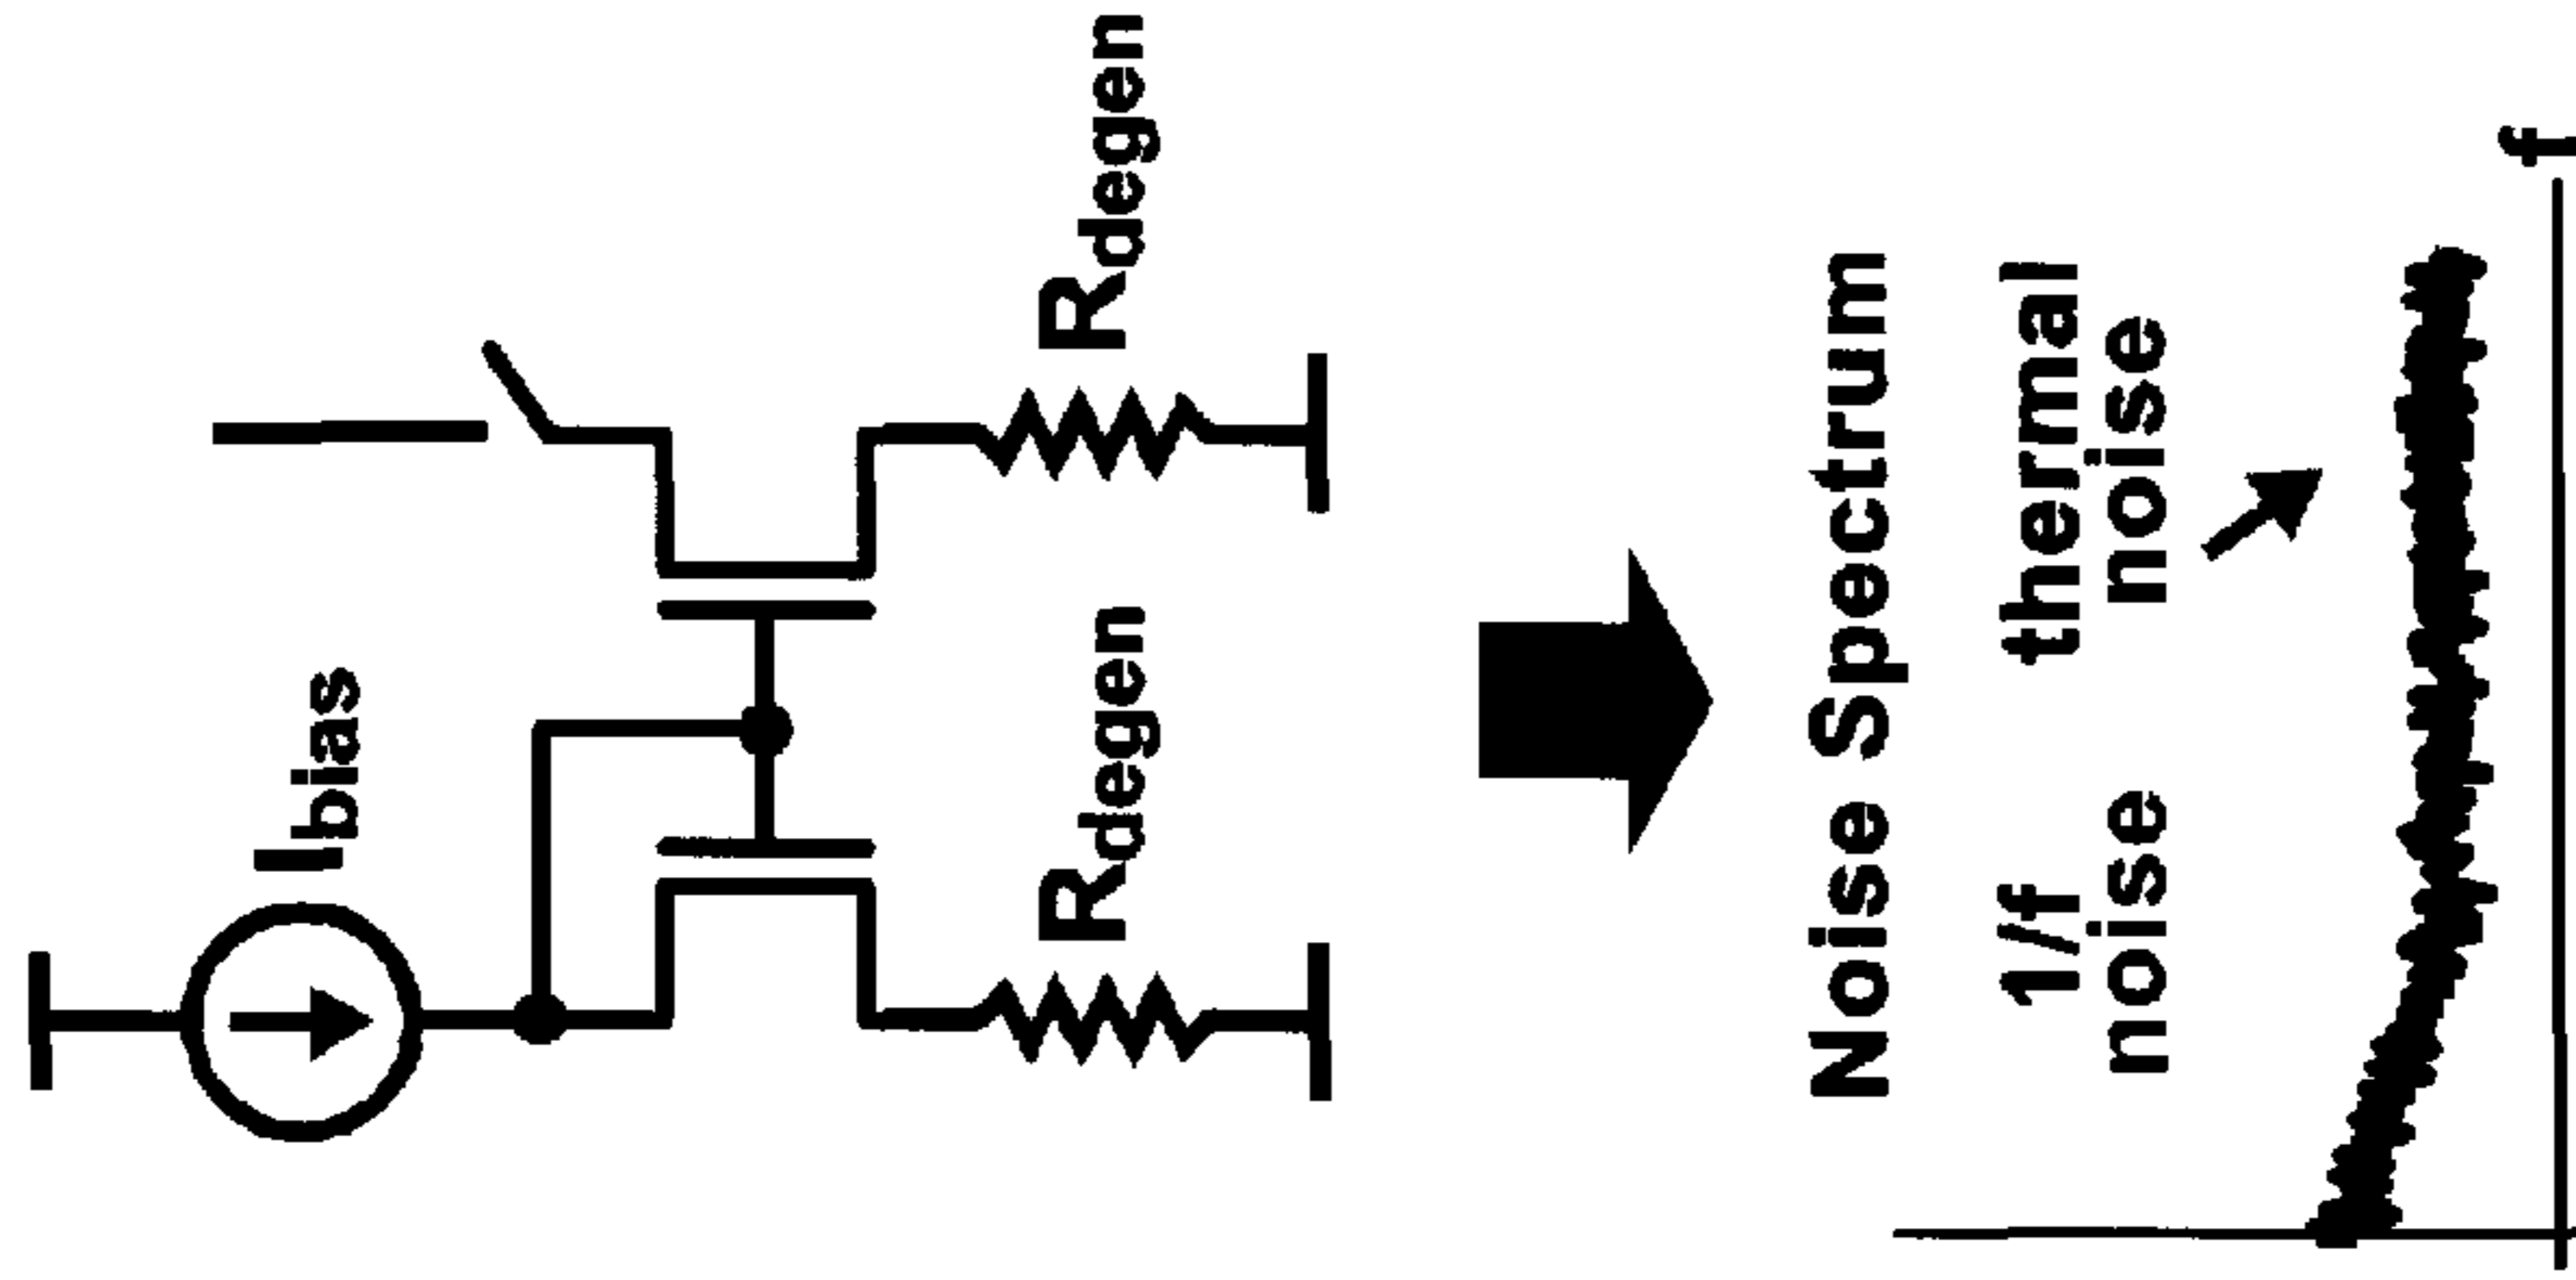 Ibias
Rdegen
Rdegen
Noise Spectrum
1/f
noise
thermal
noise
f